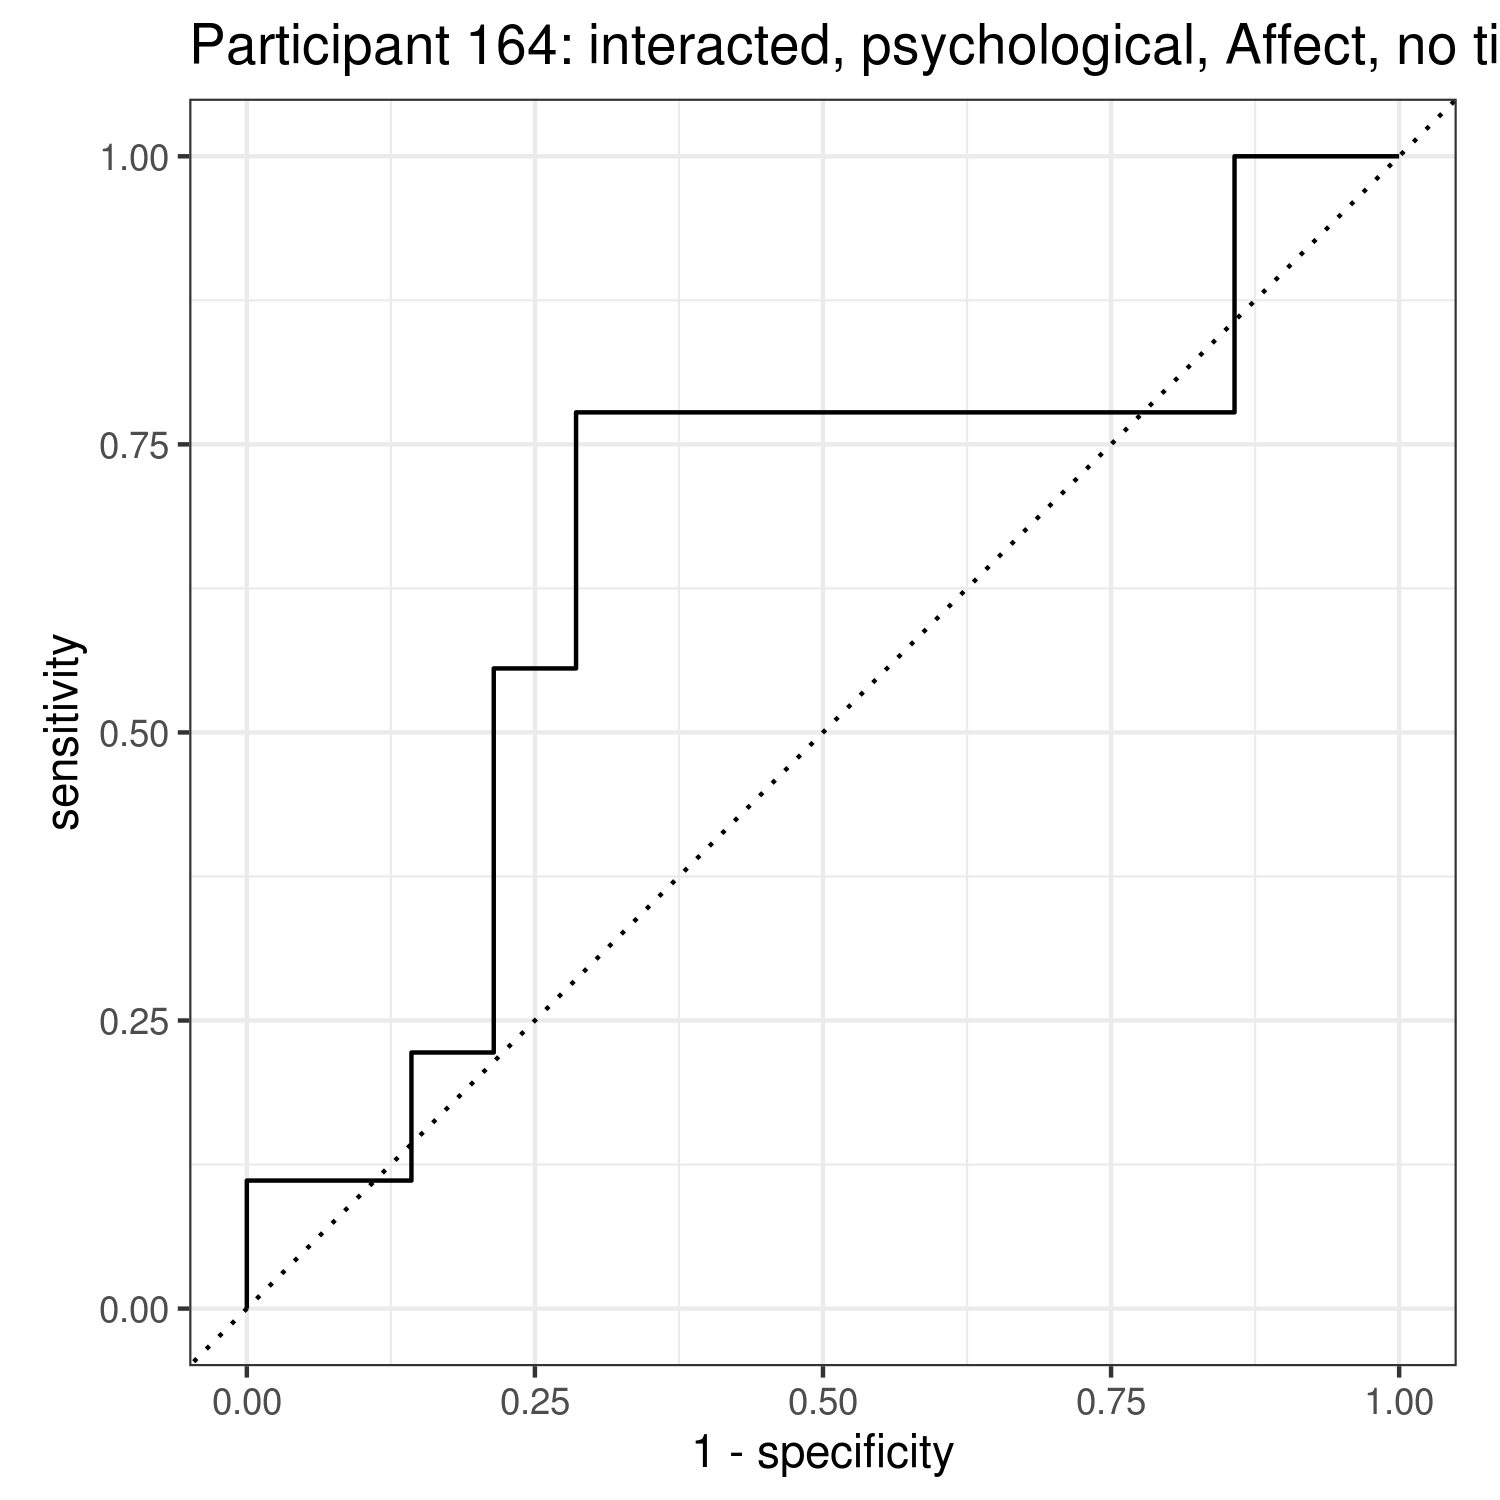 Participant 164: interacted, psychological, Affect, no ti
1.00
0.75
0.50
0.25
0.00
sensitivity
0.00 0.25 0.50 0.75 1.00
1 - specificity